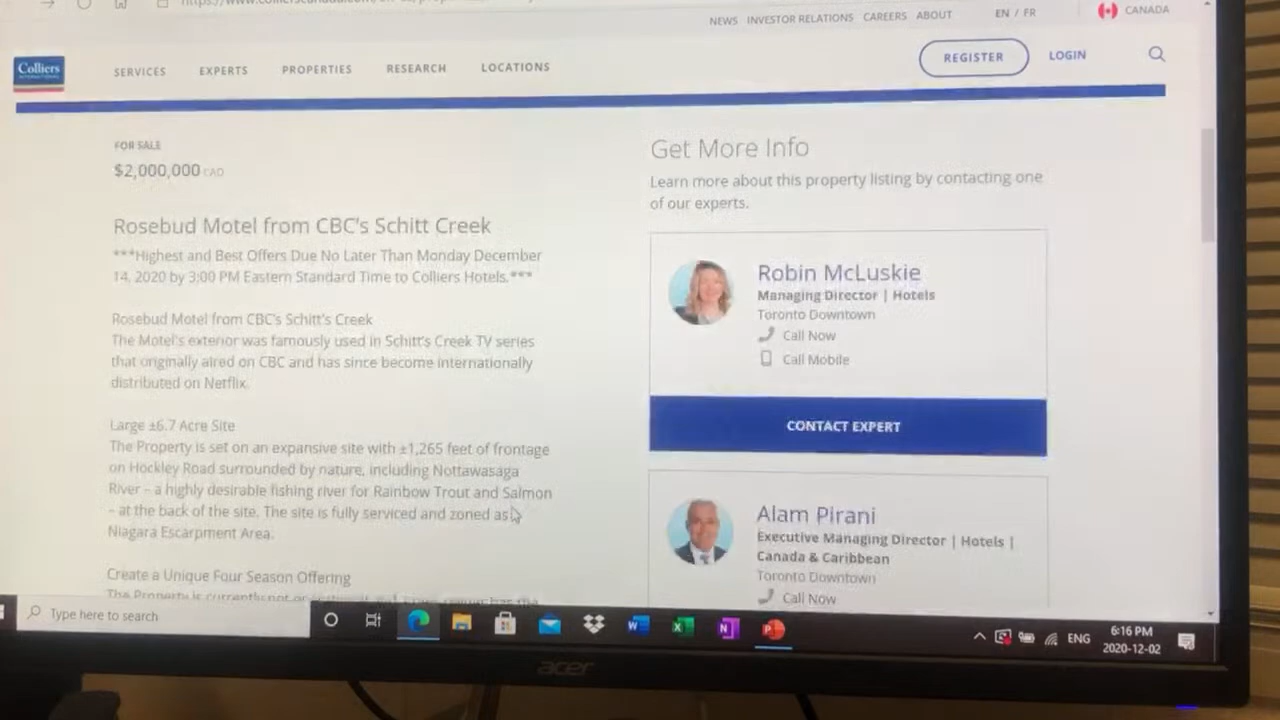 NEWS INVESTOR RELATIONS CAREERS ABOUT EN / FR CANADA
Colliers
SERVICES EXPERTS PROPERTIES RESEARCH LOCATIONS REGISTER LOGIN
FOR SALE
$2,000,000 CAD
Rosebud Motel from CBC's Schitt Creek
***Highest and Best Offers Due No Later Than Monday December
14, 2020 by 3:00 PM Eastern Standard Time to Colliers Hotels.***
Rosebud Motel from CBC's Schitt's Creek
The Motel's exterior was famously used in Schitt's Creek TV series
that originally aired on CBC and has since become internationally
distributed on Netflix.
Large ±6.7 Acre Site
The Property is set on an expansive site with ±1,265 feet of frontage
on Hockley Road surrounded by nature, including Nottawasaga
River – a highly desirable fishing river for Rainbow Trout and Salmon
– at the back of the site. The site is fully serviced and zoned as
Niagara Escarpment Area.
Create a Unique Four Season Offering
The Property is currently not
Get More Info
Learn more about this property listing by contacting one
of our experts.
Robin McLuskie
Managing Director | Hotels
Toronto Downtown
Call Now
Call Mobile
CONTACT EXPERT
Alam Pirani
Executive Managing Director | Hotels |
Canada & Caribbean
Toronto Downtown
Call Now
Type here to search
ENG
6:16 PM
2020-12-02
acer